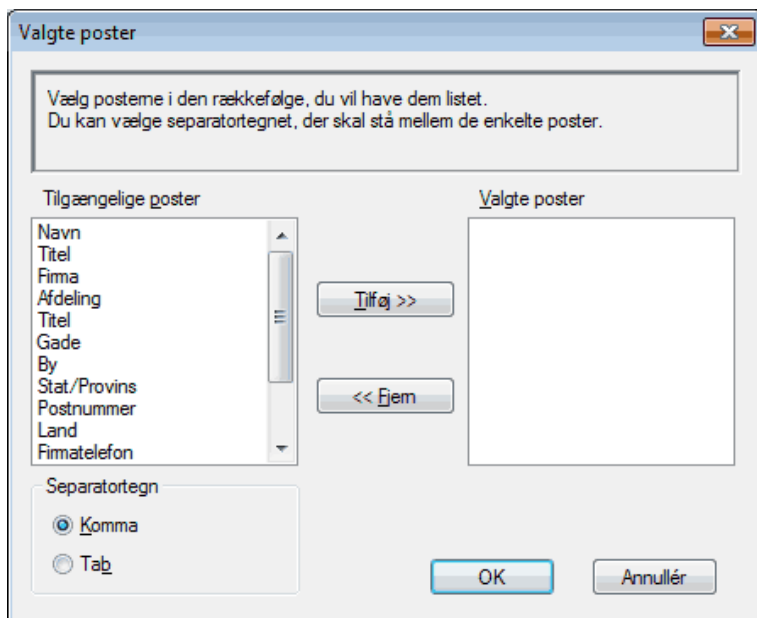 Valgte poster
Vælg posterne i den rækkefølge, du vil have dem listet.
Du kan vælge separatortegnet, der skal stå mellem de enkelte poster.
Tilgængelige poster
Navn
Titel
Firma
Afdeling
Titel
Gade
By
Stat/Provins
Postnummer
Land
Firmatelefon
Tilføj >>
<< Fjern
Valgte poster
Separatortegn
Komma
Tab
OK
Annullér